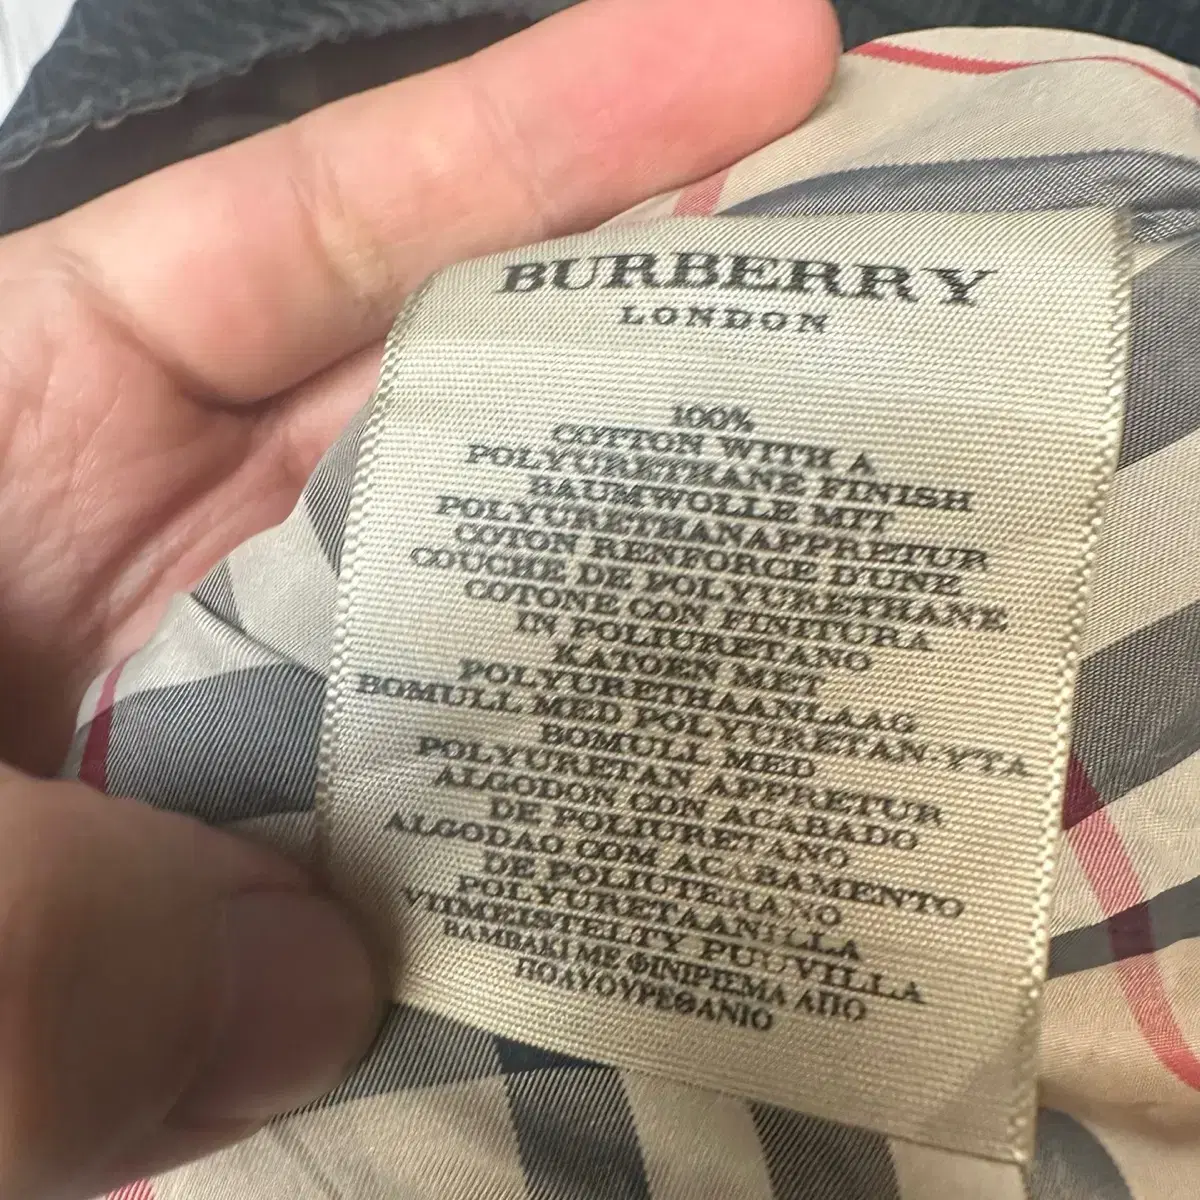 BURBERRY
LONDON
100%
COTTON WITH A
POLYURETHANE FINISH
BAUMWOLLE MIT
POLYURETHANAPPRETUR
COTON RENFORCE D'UNE
COUCHE DE POLYURETHANE
COTONE CON FINITURA
IN POLIURETANO
KATOEN MET
POLYURETHAANLAAG
BOMULL MED POLYURETAN-YTA
BOMULL MED
POLYURETAN APPRETUR
ALGODON CON ACABADO
DE POLIURETANO
ALGODAO COM ACABAMENTO
DE POLIUTERANO
POLYURETAANILLA
VIIMEISTELTY PUUVILLA
ΒΑΜΒΑΚΙ ΜΕ ΦΙΝΙΡΙΣΜΑ ΑΠΟ
ΠΟΛΥΟΥΡΕΘΑΝΙΟ